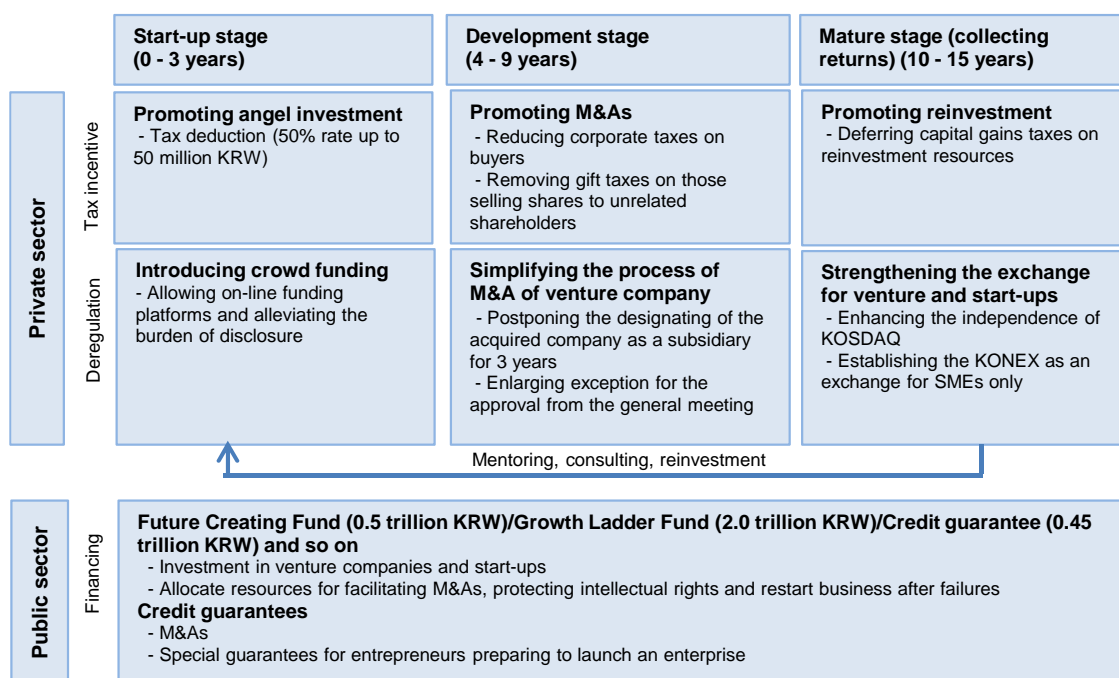 Start-up stage
(0 - 3 years)
Development stage
(4 - 9 years)
Mature stage (collecting
returns) (10 - 15 years)
Private sector
Tax incentive
Promoting angel investment
- Tax deduction (50% rate up to
50 million KRW)
Promoting M&As
- Reducing corporate taxes on
buyers
- Removing gift taxes on those
selling shares to unrelated
shareholders
Promoting reinvestment
- Deferring capital gains taxes on
reinvestment resources
Deregulation
Introducing crowd funding
- Allowing on-line funding
platforms and alleviating the
burden of disclosure
Simplifying the process of
M&A of venture company
- Postponing the designating of the
acquired company as a subsidiary
for 3 years
- Enlarging exception for the
approval from the general meeting
Strengthening the exchange
for venture and start-ups
- Enhancing the independence of
KOSDAQ
- Establishing the KONEX as an
exchange for SMEs only
Mentoring, consulting, reinvestment
Public sector
Financing
Future Creating Fund (0.5 trillion KRW)/Growth Ladder Fund (2.0 trillion KRW)/Credit guarantee (0.45
trillion KRW) and so on
- Investment in venture companies and start-ups
- Allocate resources for facilitating M&As, protecting intellectual rights and restart business after failures
Credit guarantees
- M&As
- Special guarantees for entrepreneurs preparing to launch an enterprise